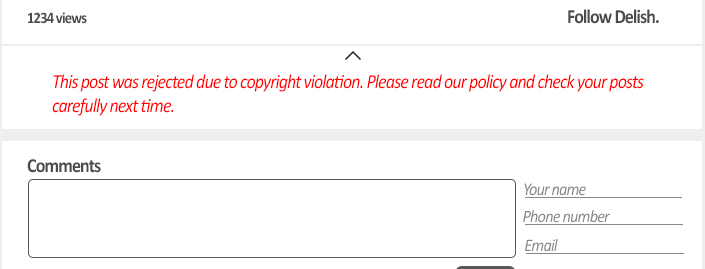 1234 views
Follow Delish.
This post was rejected due to copyright violation. Please read our policy and check your posts
carefully next time.
Comments
Your name
Phone number
Email